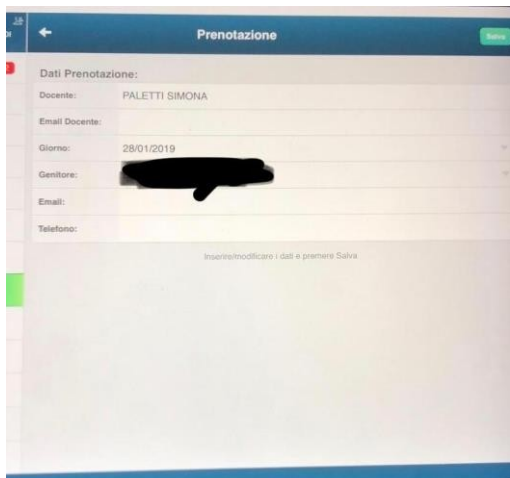 Prenotazione
Salva
Dati Prenotazione:
Docente: PALETTI SIMONA
Email Docente:
Giorno: 28/01/2019
Genitore:
Email:
Telefono:
Inserire/modificare i dati e premere Salva